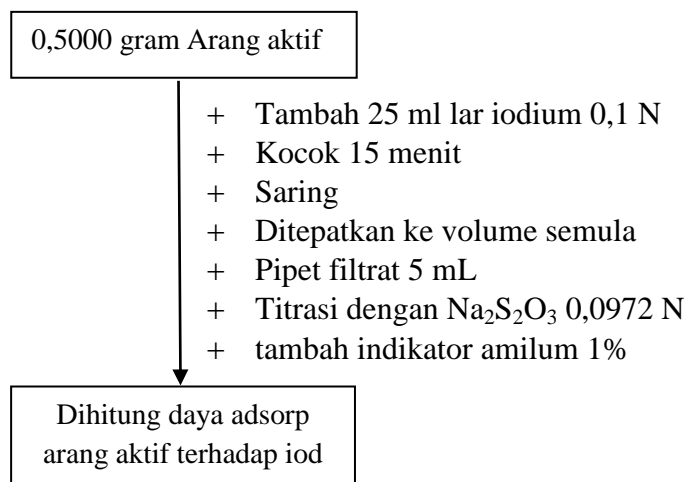 0,5000 gram Arang aktif
+ Tambah 25 ml lar iodium 0,1 N
+ Kocok 15 menit
+ Saring
+ Ditepatkan ke volume semula
+ Pipet filtrat 5 mL
+ Titrasi dengan Na₂S₂O₃ 0,0972 N
+ tambah indikator amilum 1%
Dihitung daya adsorp
arang aktif terhadap iod